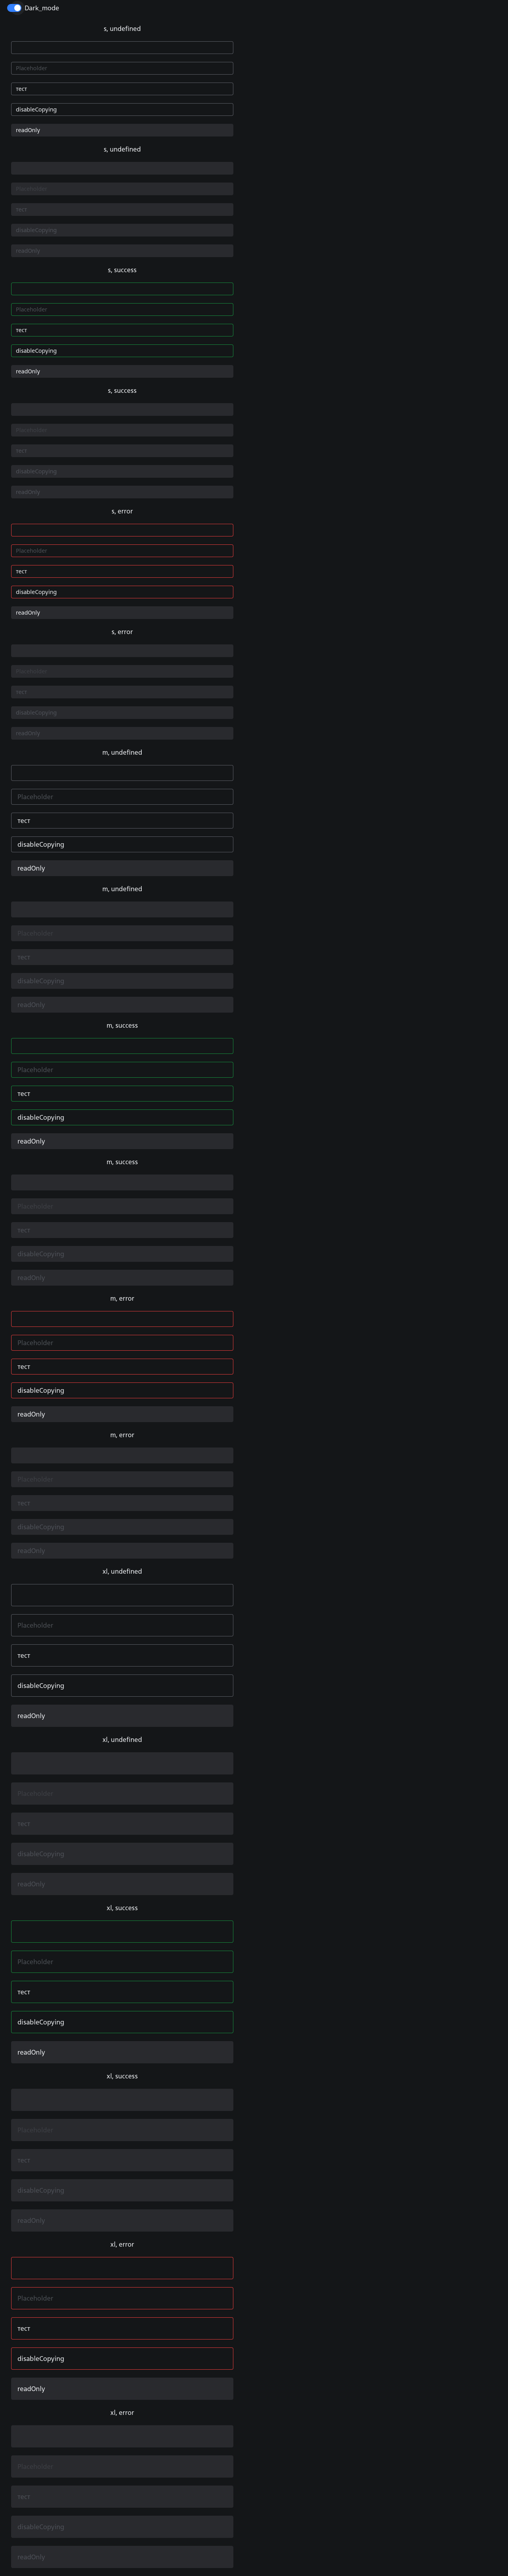 Dark_mode
s, undefined
Placeholder
тест
disableCopying
readOnly
s, undefined
Placeholder
тест
disableCopying
readOnly
s, success
Placeholder
тест
disableCopying
readOnly
s, success
Placeholder
тест
disableCopying
readOnly
s, error
Placeholder
тест
disableCopying
readOnly
s, error
Placeholder
тест
disableCopying
readOnly
m, undefined
Placeholder
тест
disableCopying
readOnly
m, undefined
Placeholder
тест
disableCopying
readOnly
m, success
Placeholder
тест
disableCopying
readOnly
m, success
Placeholder
тест
disableCopying
readOnly
m, error
Placeholder
тест
disableCopying
readOnly
m, error
Placeholder
тест
disableCopying
readOnly
xl, undefined
Placeholder
тест
disableCopying
readOnly
xl, undefined
Placeholder
тест
disableCopying
readOnly
xl, success
Placeholder
тест
disableCopying
readOnly
xl, success
Placeholder
тест
disableCopying
readOnly
xl, error
Placeholder
тест
disableCopying
readOnly
xl, error
Placeholder
тест
disableCopying
readOnly